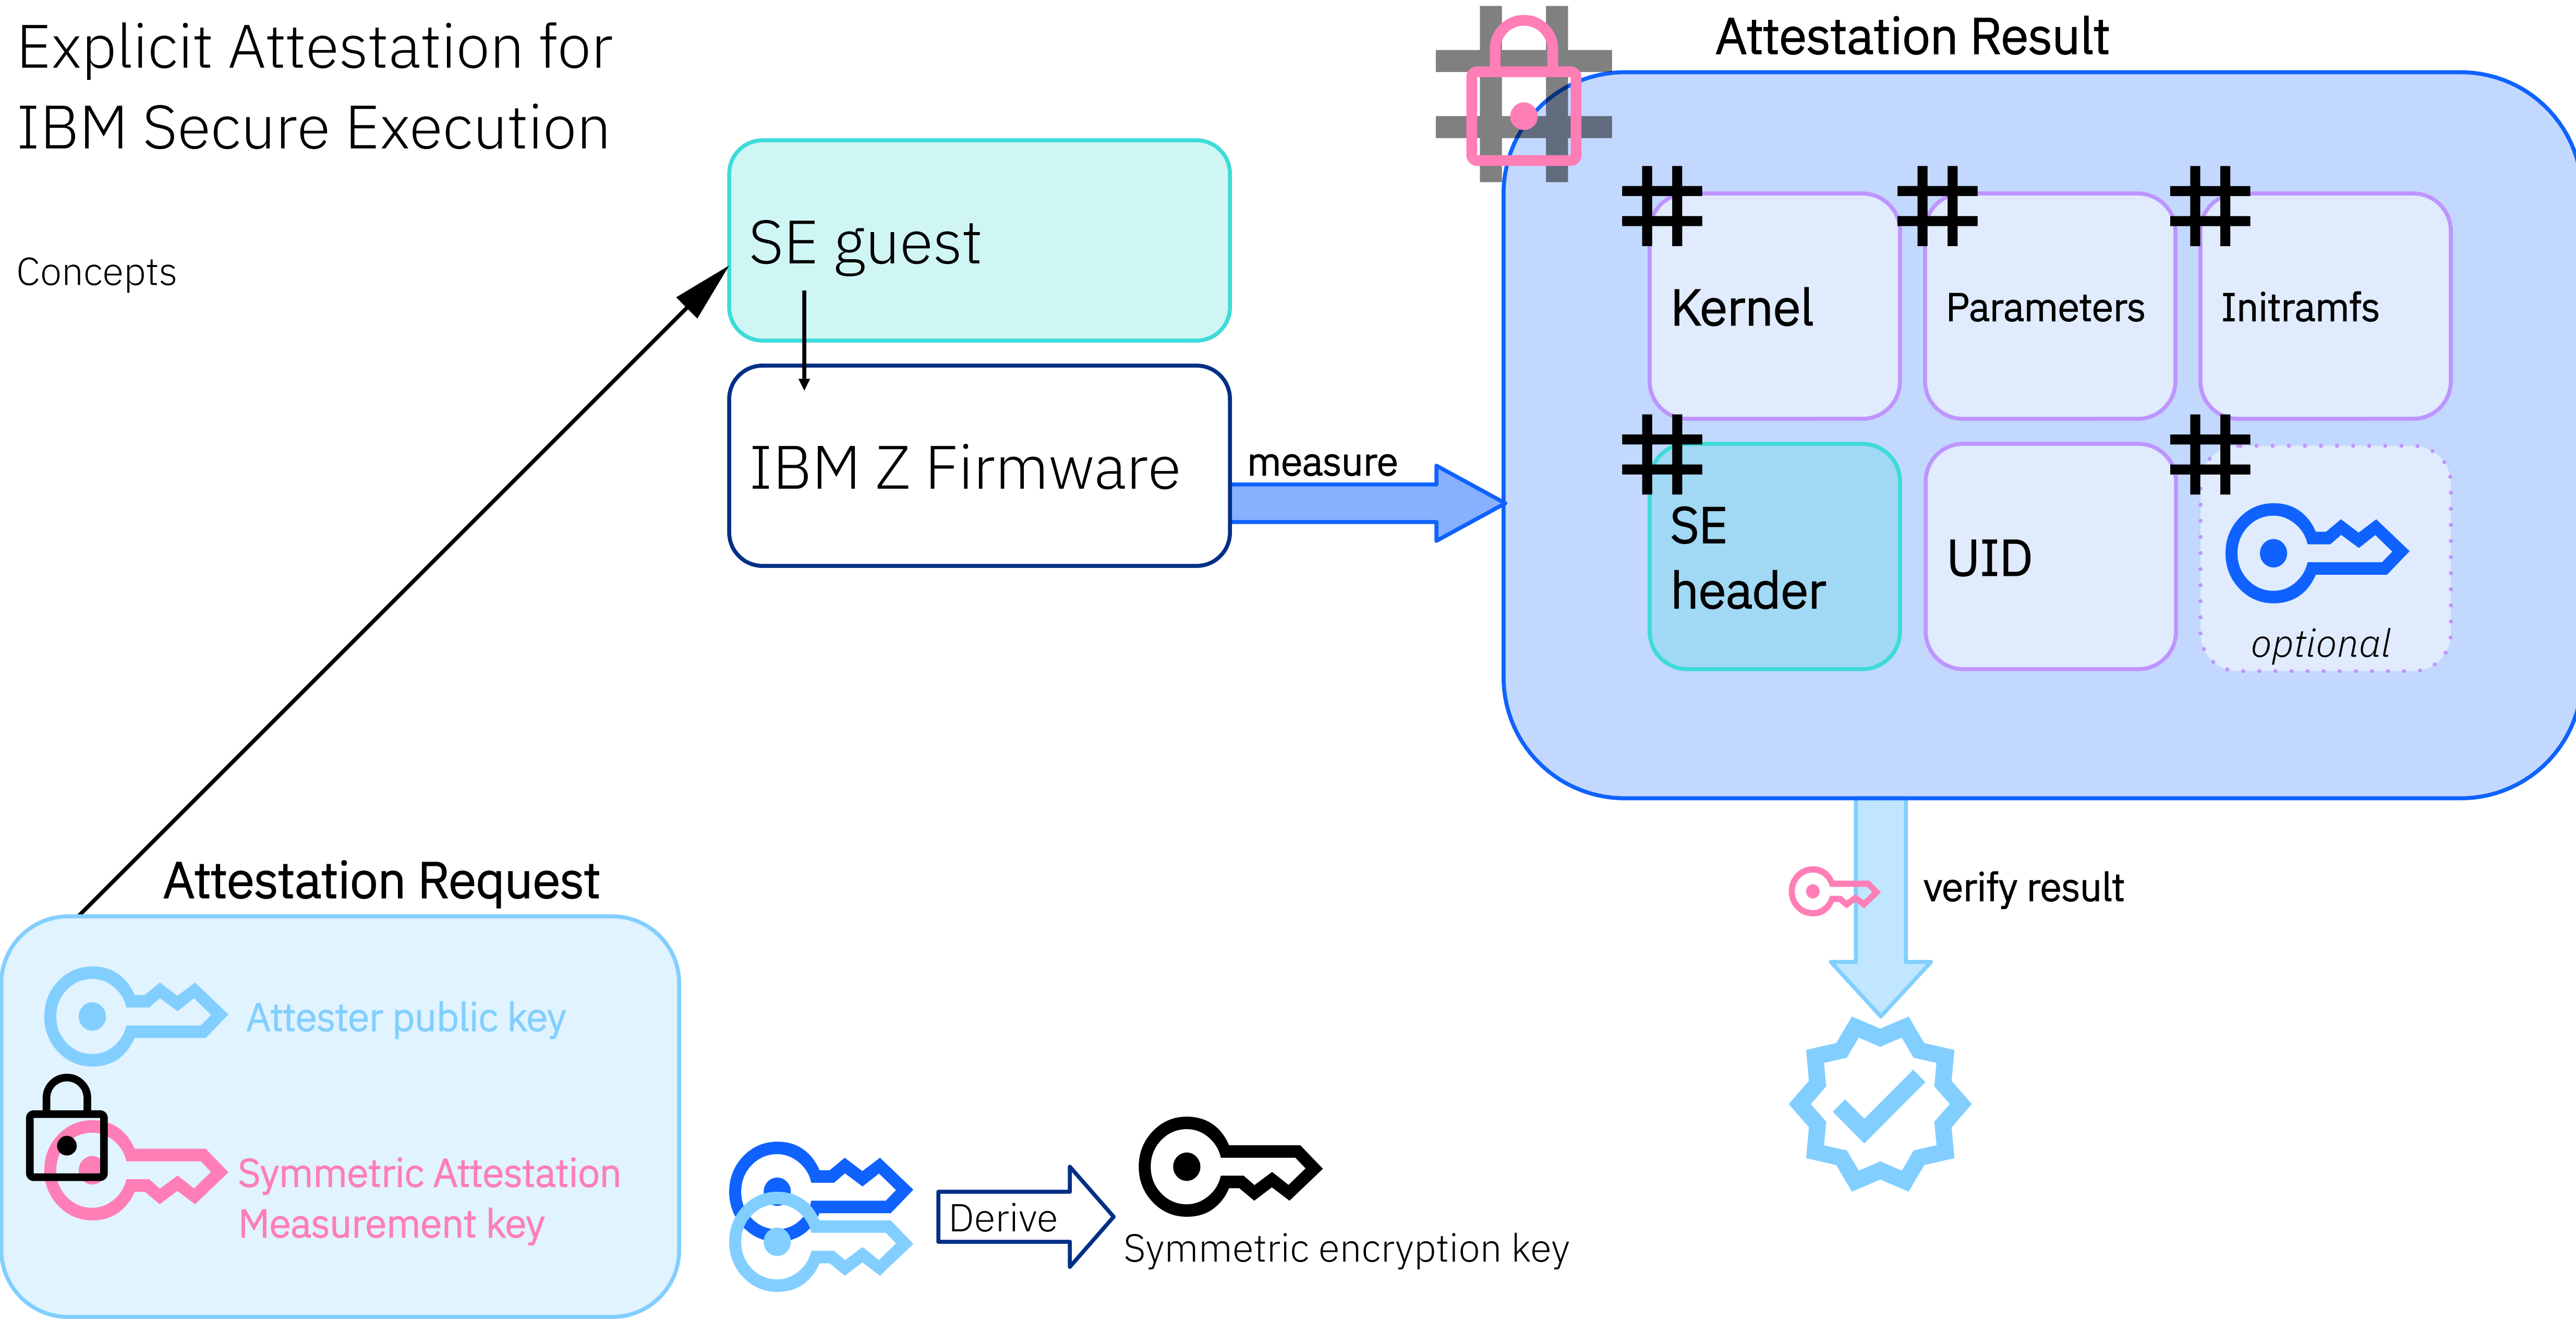 Explicit Attestation for
IBM Secure Execution
Concepts
SE guest
IBM Z Firmware
measure
Attestation Result
Kernel
Parameters
Initramfs
SE
header
UID
optional
verify result
Attestation Request
Attester public key
Symmetric Attestation
Measurement key
Derive
Symmetric encryption key